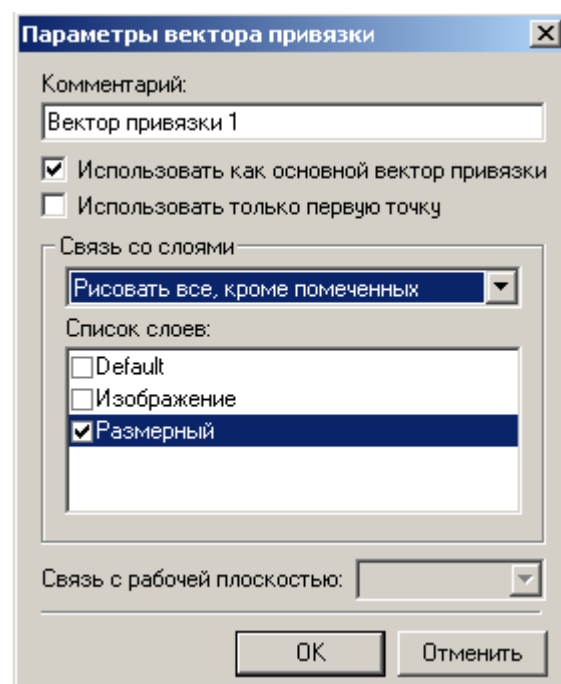 Параметры вектора привязки
Комментарий:
Вектор привязки 1
Использовать как основной вектор привязки
Использовать только первую точку
Связь со слоями
Рисовать все, кроме помеченных
Список слоев:
Default
Изображение
Размерный
Связь с рабочей плоскостью:
OK Отменить